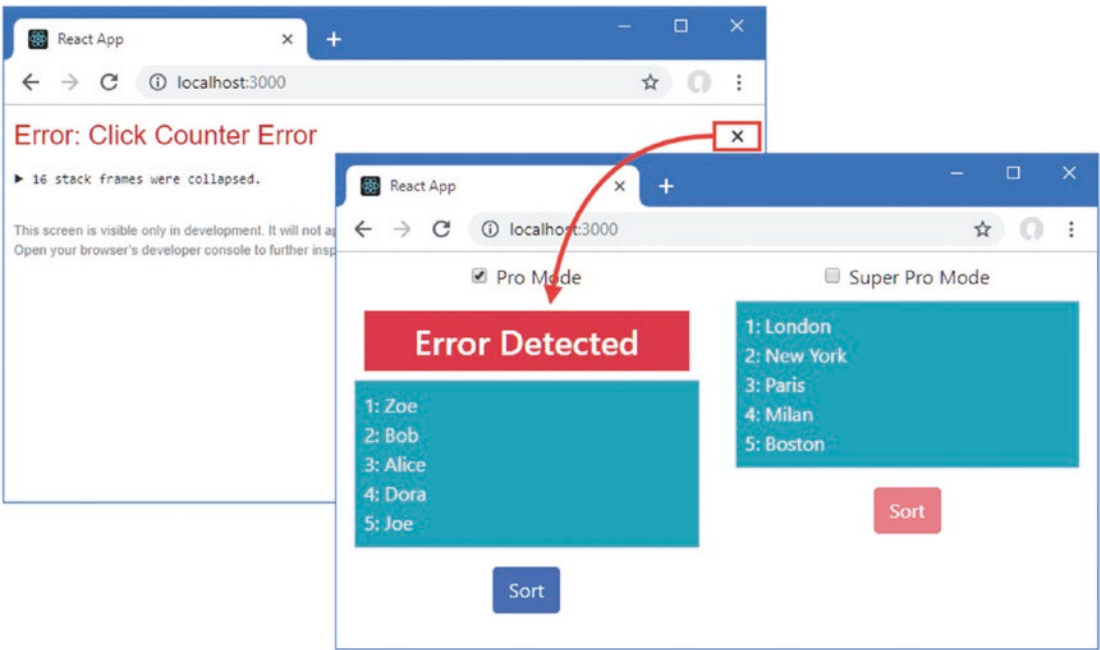 React App
localhost:3000
Error: Click Counter Error
▶ 16 stack frames were collapsed.
This screen is visible only in development. It will not
Open your browser's developer console to further
React App
localhost:3000
Pro Mode
Super Pro Mode
Error Detected
1: Zoe
2: Bob
3: Alice
4: Dora
5: Joe
Sort
1: London
2: New York
3: Paris
4: Milan
5: Boston
Sort